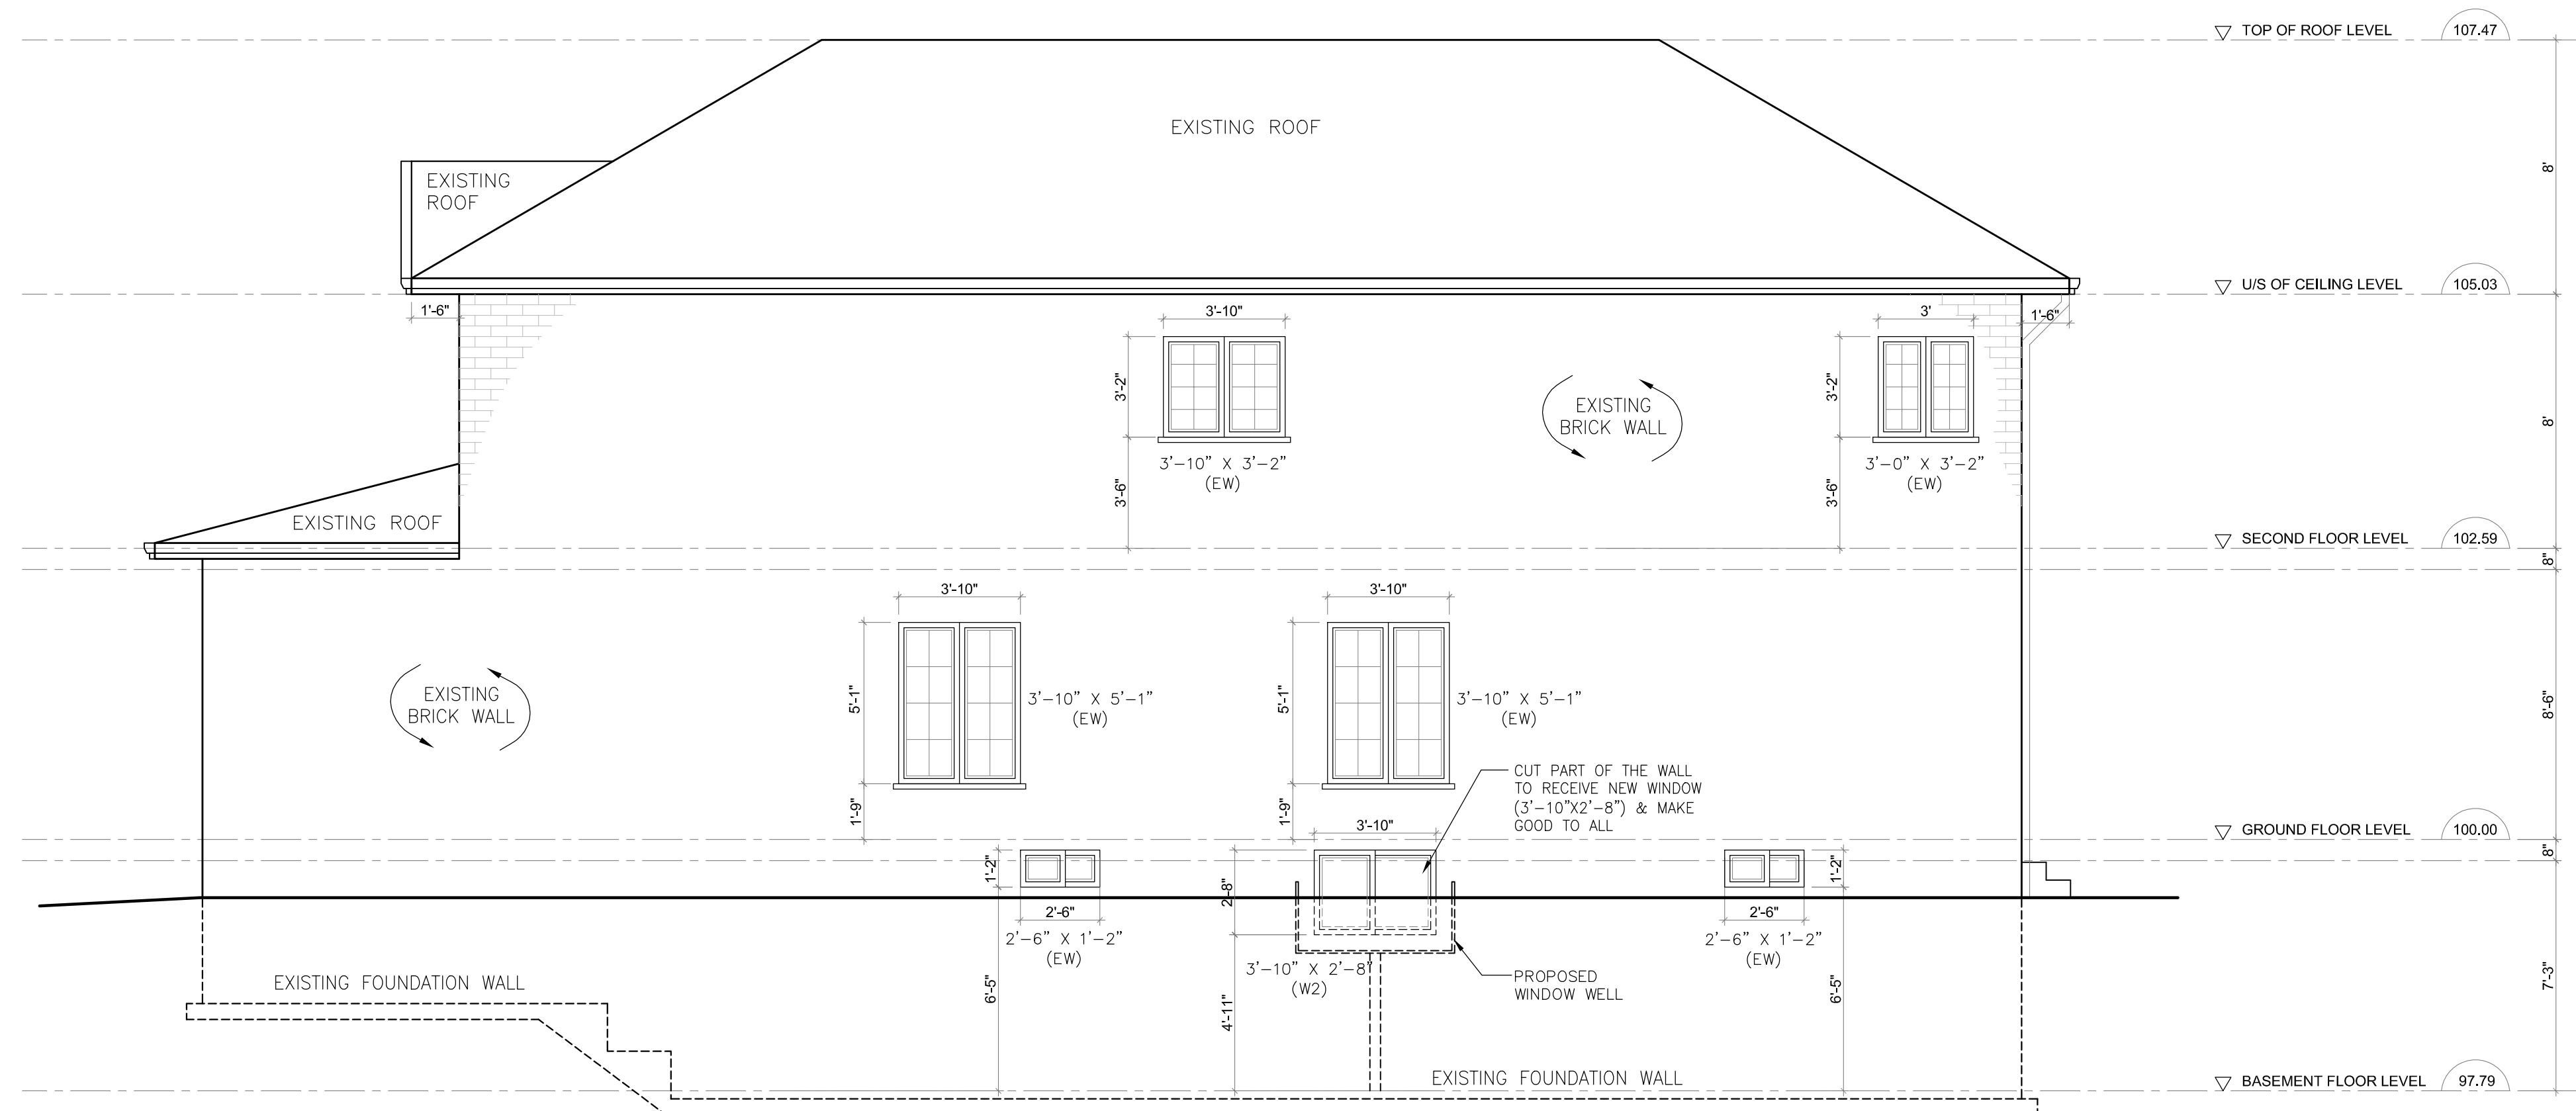 TOP OF ROOF LEVEL 107.47
EXISTING ROOF
8'
EXISTING
ROOF
U/S OF CEILING LEVEL 105.03
1'-6"
3'-10"
3'
1'-6"
3'-2"
3'-2"
EXISTING
BRICK WALL
8'
3'-10" X 3'-2"
(EW)
3'-0" X 3'-2"
(EW)
3'-6"
3'-6"
EXISTING ROOF
SECOND FLOOR LEVEL 102.59
8"
3'-10"
3'-10"
EXISTING
BRICK WALL
5'-1"
3'-10" X 5'-1"
(EW)
5'-1"
3'-10" X 5'-1"
(EW)
8'-6"
CUT PART OF THE WALL
TO RECEIVE NEW WINDOW
(3'-10"X2'-8") & MAKE
GOOD TO ALL
1'-9"
1'-9"
3'-10"
GROUND FLOOR LEVEL 100.00
8"
1'-2"
2'-8"
1'-2"
2'-6"
2'-6"
2'-6" X 1'-2"
(EW)
2'-6" X 1'-2"
(EW)
3'-10" X 2'-8"
(W2)
PROPOSED
WINDOW WELL
EXISTING FOUNDATION WALL
6'-5"
4'-11"
6'-5"
7'-3"
EXISTING FOUNDATION WALL
BASEMENT FLOOR LEVEL 97.79